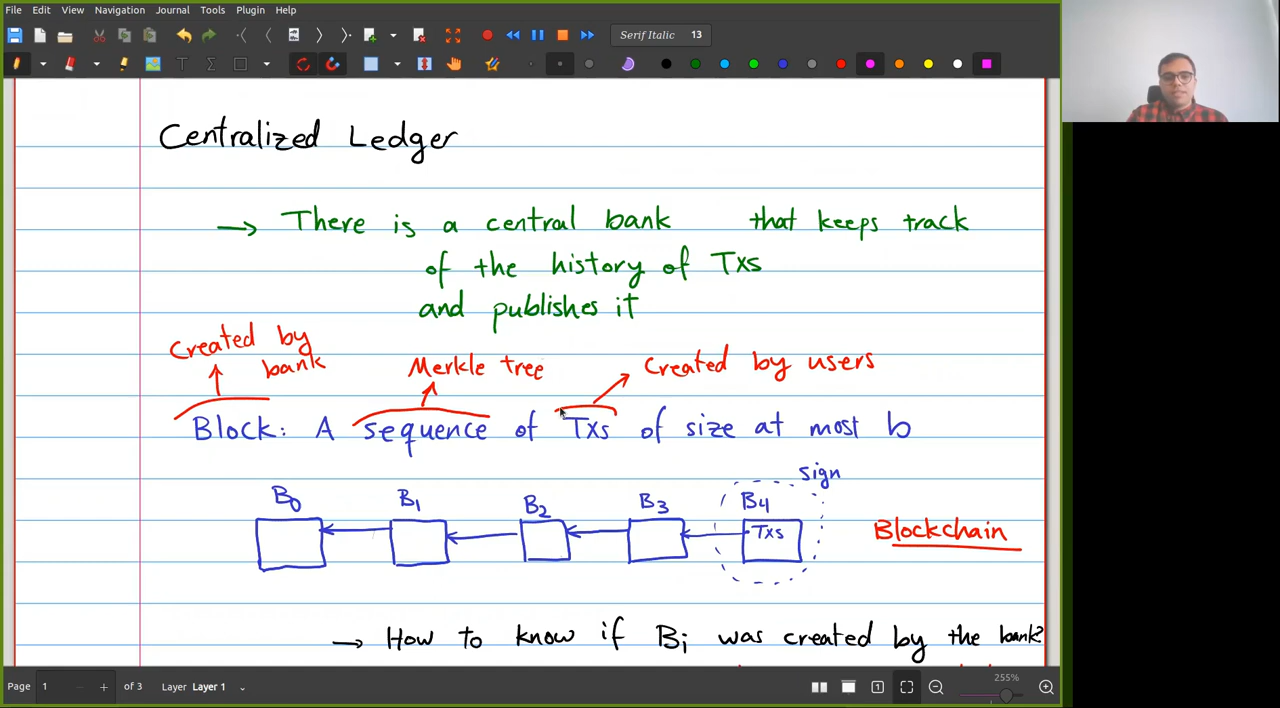 File Edit View Navigation Journal Tools Plugin Help
Serif Italic 13
Centralized Ledger
→ There is a central bank that keeps track
of the history of Txs
and publishes it
Created by
bank
Merkle tree
Created by users
Block: A sequence of Txs of size at most b
sign
B0 B1 B2 B3 B4
Txs
Blockchain
→ How to know if Bi was created by the bank?
Page 1 of 3 Layer Layer 1 255%